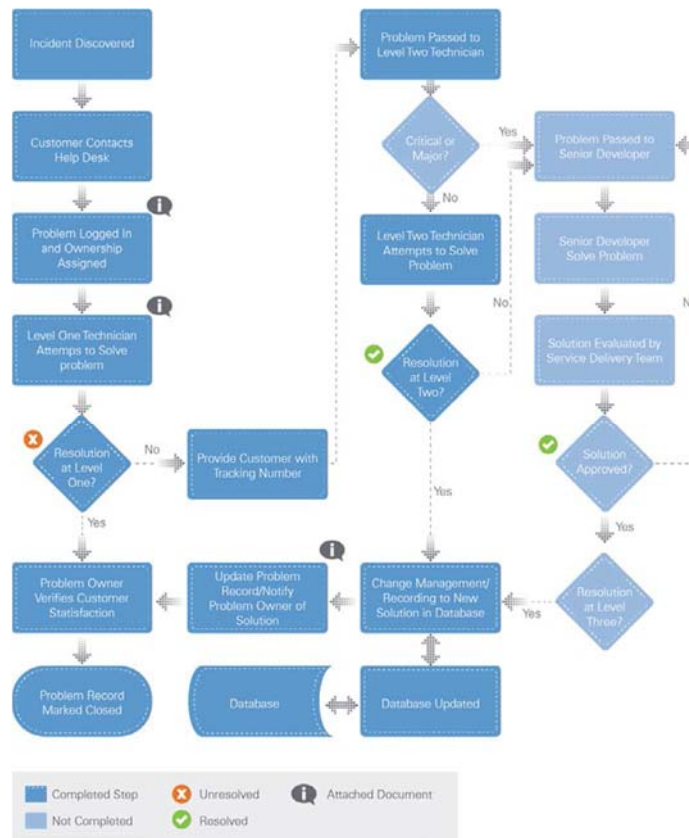 Incident Discovered
Customer Contacts
Help Desk
Problem Logged In
and Ownership
Assigned
Level One Technician
Attemps to Solve
problem
Resolution
at Level
One?
No
Yes
Provide Customer with
Tracking Number
Problem Owner
Verifies Customer
Statisfaction
Problem Record
Marked Closed
Problem Passed to
Level Two Technician
Critical or
Major?
Yes
No
Level Two Technician
Attempts to Solve
Problem
Resolution
at Level
Two?
No
Yes
Problem Passed to
Senior Developer
Senior Developer
Solve Problem
Solution Evaluated by
Service Delivery Team
Solution
Approved?
N
Yes
Resolution
at Level
Three?
Yes
Change Management/
Recording to New
Solution in Database
Update Problem
Record/Notify
Problem Owner of
Solution
Database Updated
Database
Completed Step
Unresolved
Attached Document
Not Completed
Resolved